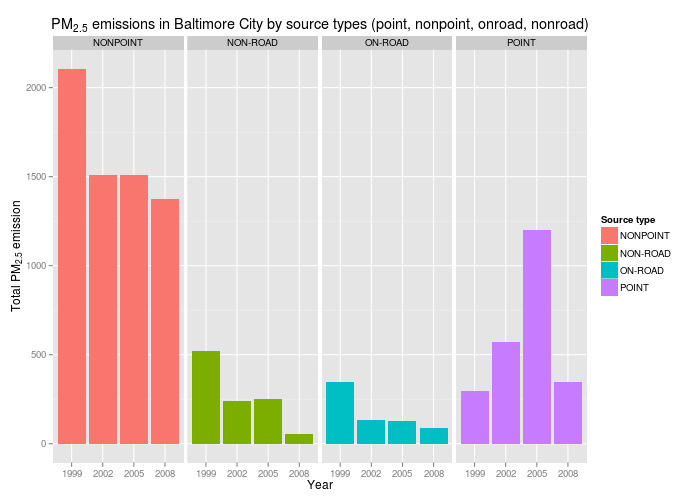 PM2.5 emissions in Baltimore City by source types (point, nonpoint, onroad, nonroad)
NONPOINT NON-ROAD ON-ROAD POINT
2000
1500
1000
500
0
Total PM2.5 emission
1999 2002 2005 2008 1999 2002 2005 2008 1999 2002 2005 2008 1999 2002 2005 2008
Year
Source type
NONPOINT
NON-ROAD
ON-ROAD
POINT